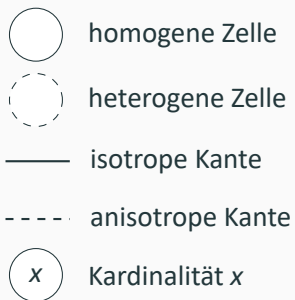 homogene Zelle
heterogene Zelle
isotrope Kante
anisotrope Kante
x Kardinalität x